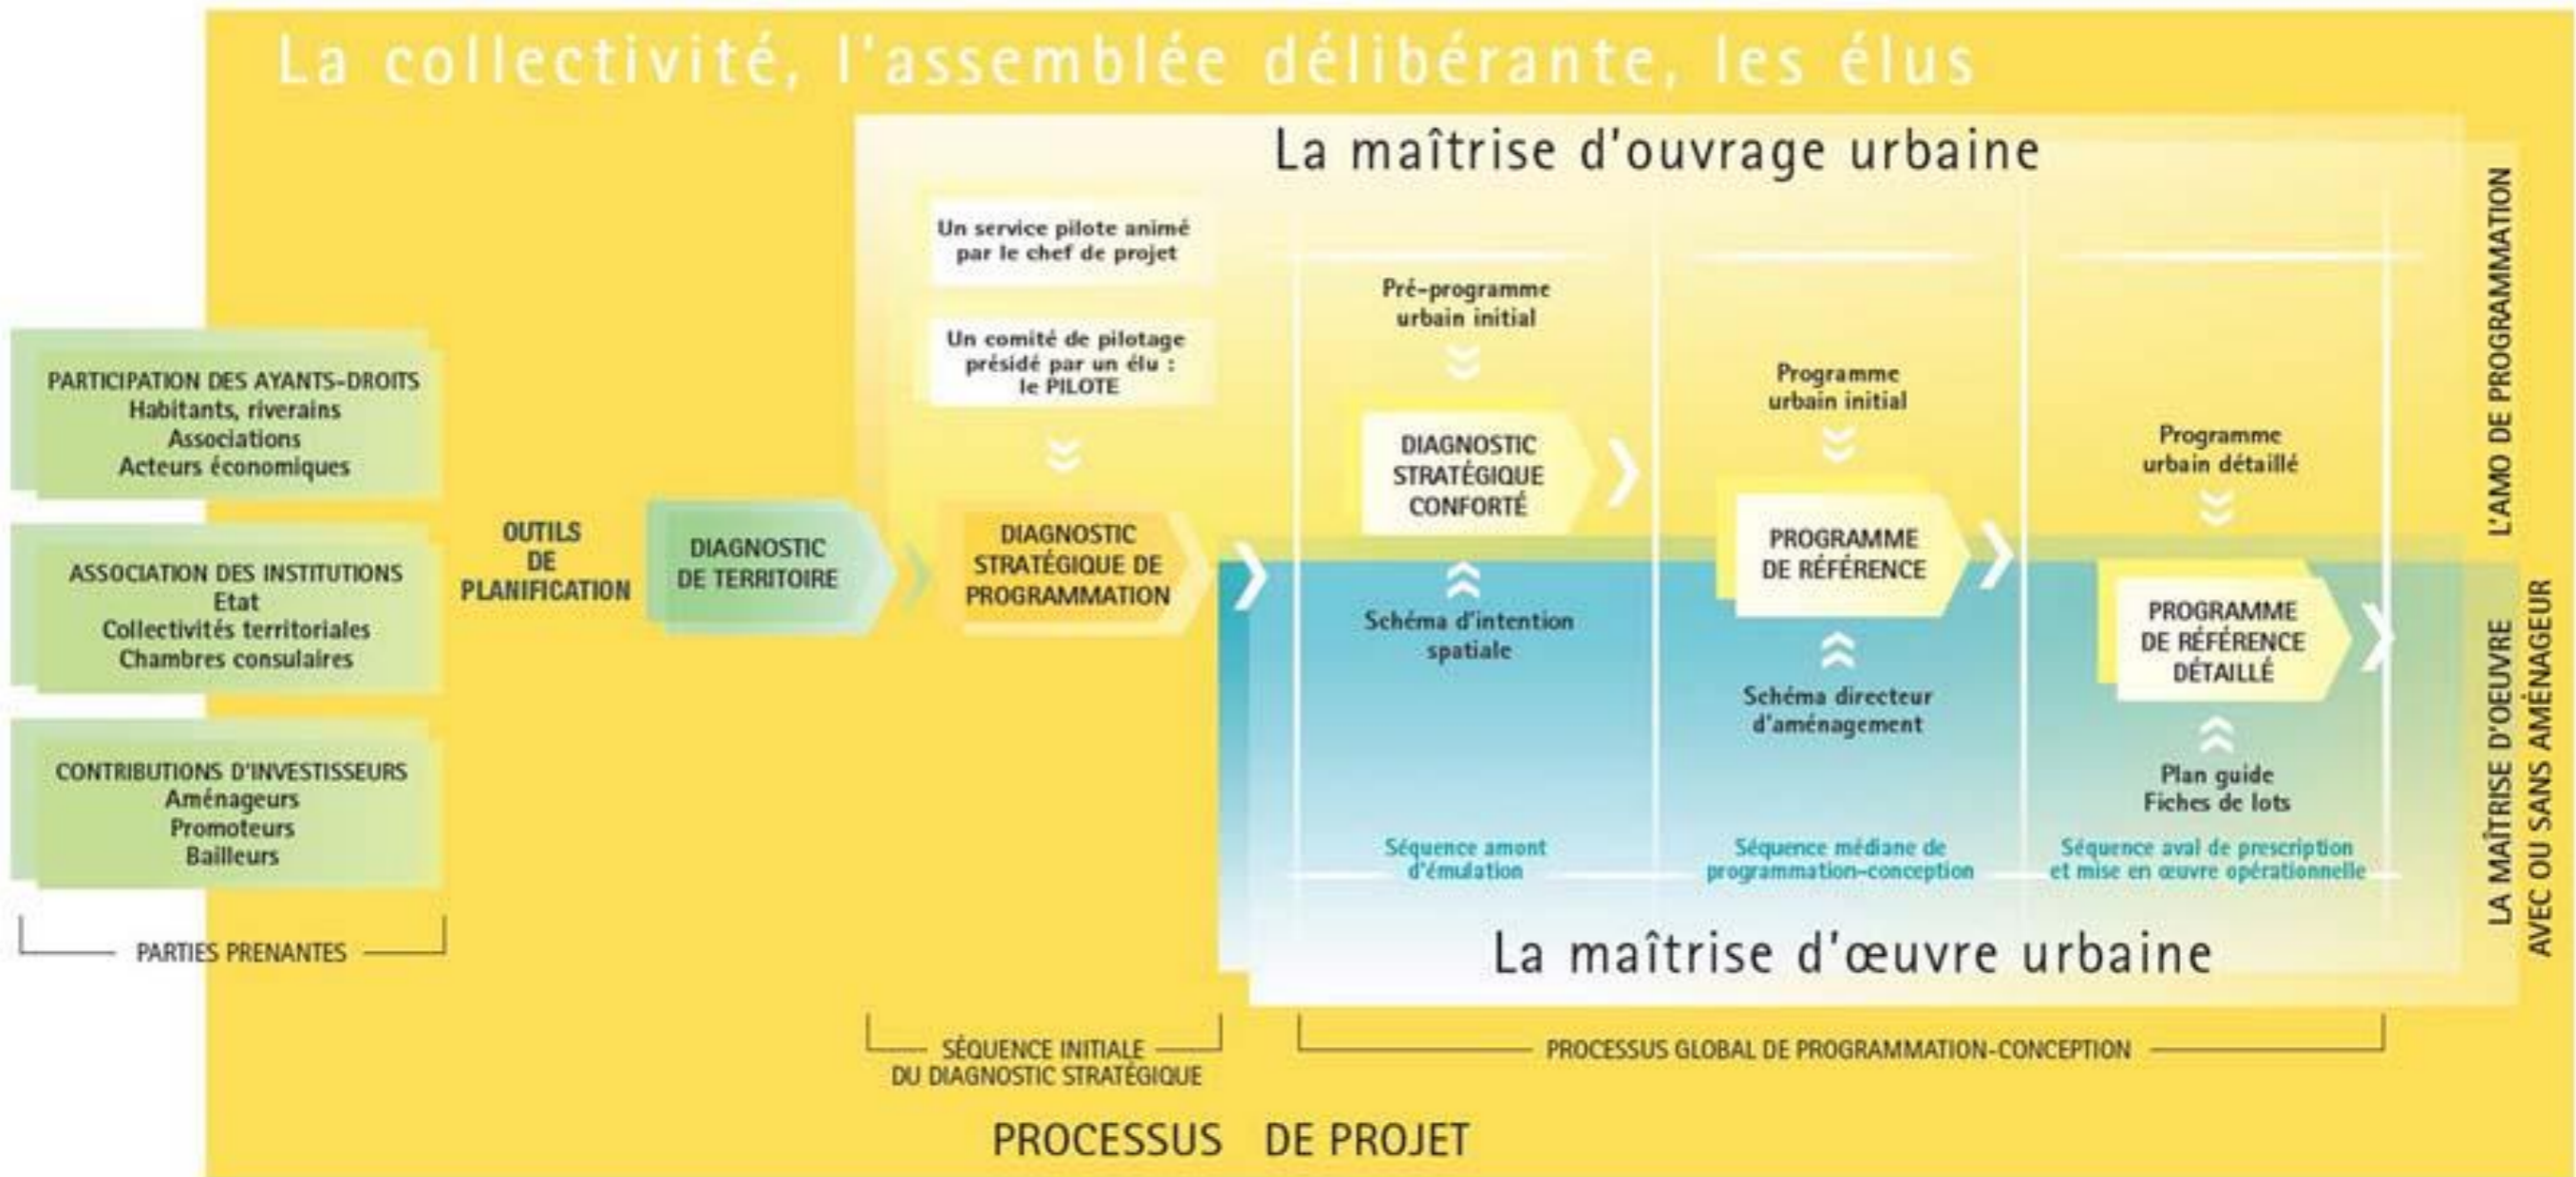 La collectivité, l'assemblée délibérante, les élus
La maîtrise d'ouvrage urbaine
PARTICIPATION DES AYANTS-DROITS
Habitants, riverains
Associations
Acteurs économiques
ASSOCIATION DES INSTITUTIONS
Etat
Collectivités territoriales
Chambres consulaires
CONTRIBUTIONS D'INVESTISSEURS
Aménageurs
Promoteurs
Bailleurs
PARTIES PRENANTES
OUTILS
DE
PLANIFICATION
DIAGNOSTIC
DE TERRITOIRE
Un service pilote animé
par le chef de projet
Un comité de pilotage
présidé par un élu :
le PILOTE
DIAGNOSTIC
STRATÉGIQUE DE
PROGRAMMATION
Pré-programme
urbain initial
DIAGNOSTIC
STRATÉGIQUE
CONFORTÉ
Schéma d'intention
spatiale
Séquence amont
d'émulation
Programme
urbain initial
PROGRAMME
DE RÉFÉRENCE
Schéma directeur
d'aménagement
Séquence médiane de
programmation-conception
Programme
urbain détaillé
PROGRAMME
DE RÉFÉRENCE
DÉTAILLÉ
Plan guide
Fiches de lots
Séquence aval de prescription
et mise en œuvre opérationnelle
L'AMO DE PROGRAMMATION
LA MAÎTRISE D'OEUVRE
AVEC OU SANS AMÉNAGEUR
La maîtrise d'œuvre urbaine
SÉQUENCE INITIALE
DU DIAGNOSTIC STRATÉGIQUE
PROCESSUS GLOBAL DE PROGRAMMATION-CONCEPTION
PROCESSUS DE PROJET